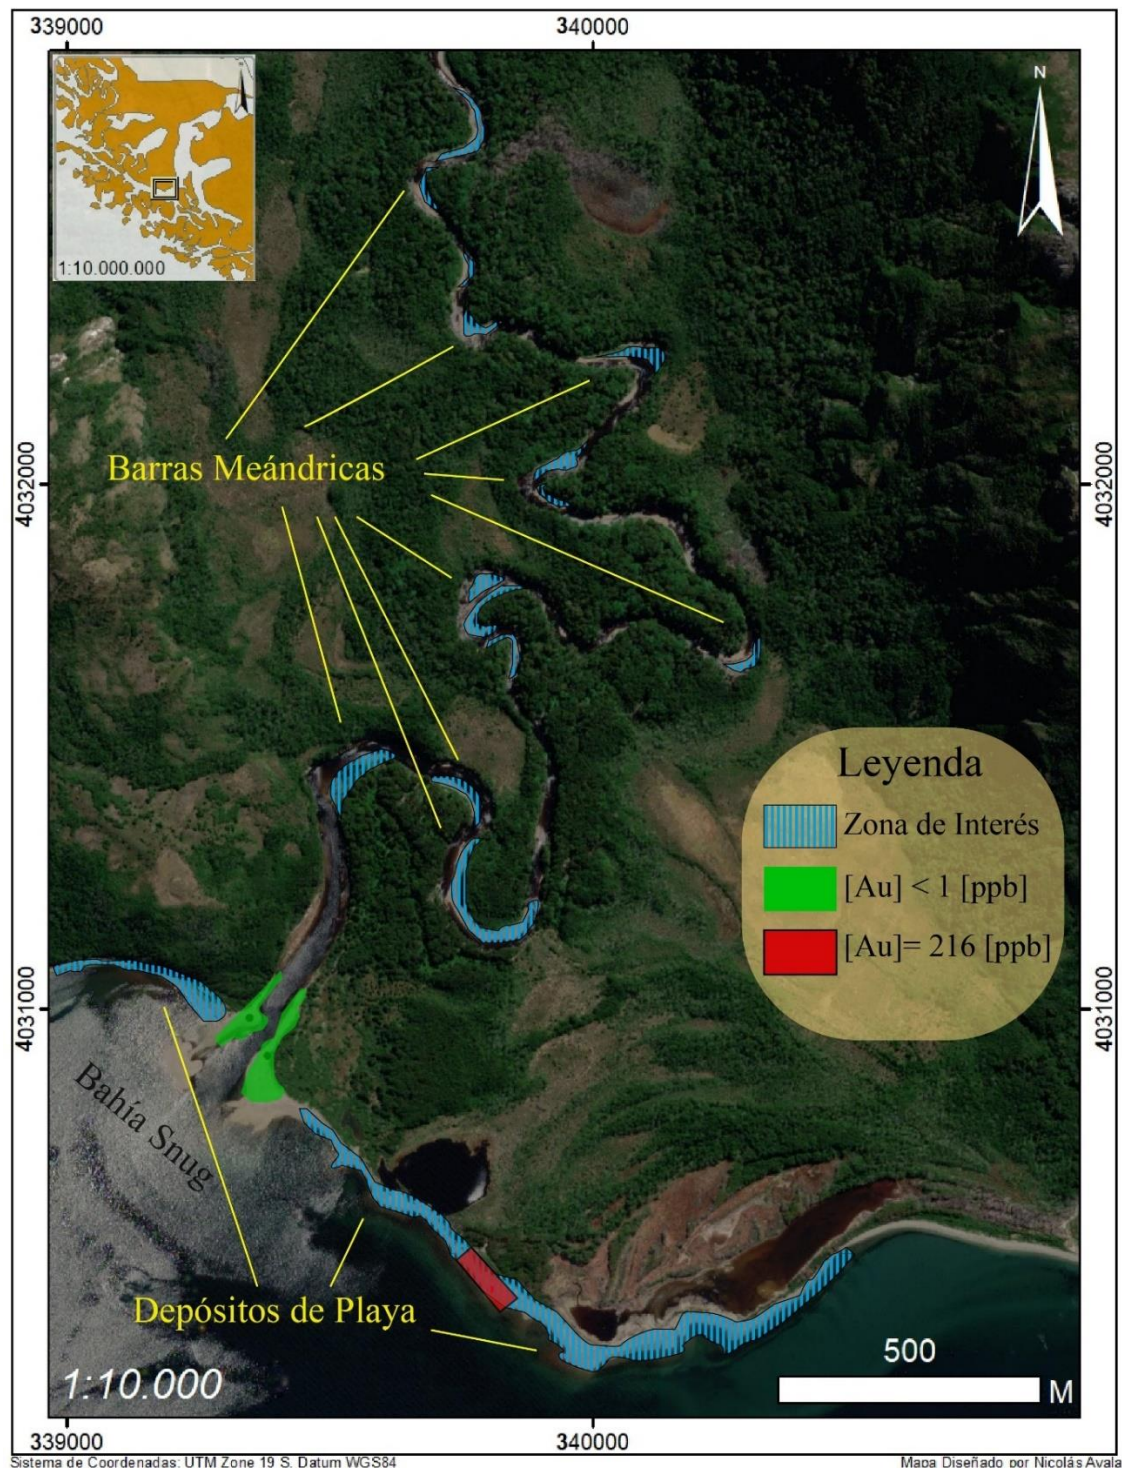 339000
340000
N
1:10.000.000
4032000
4032000
Barras Meándricas
Leyenda
Zona de Interés
[Au] < 1 [ppb]
[Au]= 216 [ppb]
4031000
4031000
Bahía Snug
Depósitos de Playa
500
M
1:10.000
339000
340000
Sistema de Coordenadas: UTM Zone 19 S. Datum WGS84
Mapa Diseñado por Nicolás Ayala